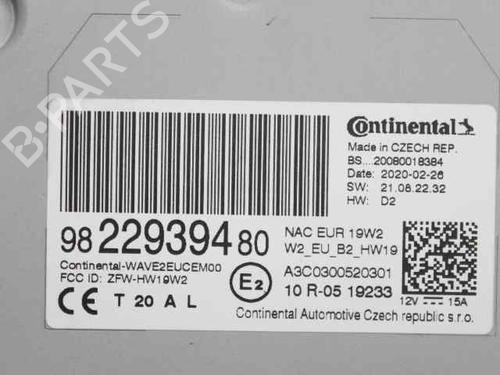 B-PARTS
Continental
Made in CZECH REP.
BS....20080018384
Date: 2020-02-26
SW: 21.08.22.32
HW: D2
98 229394 80
NAC EUR 19W2
W2_EU_B2_HW19
Continental-WAVE2EUCEM00
FCC ID: ZFW-HW19W2
A3C0300520301
CE T 20 A L
E2
10 R-05 19233
12V 15A
Continental Automotive Czech republic s.r.o.